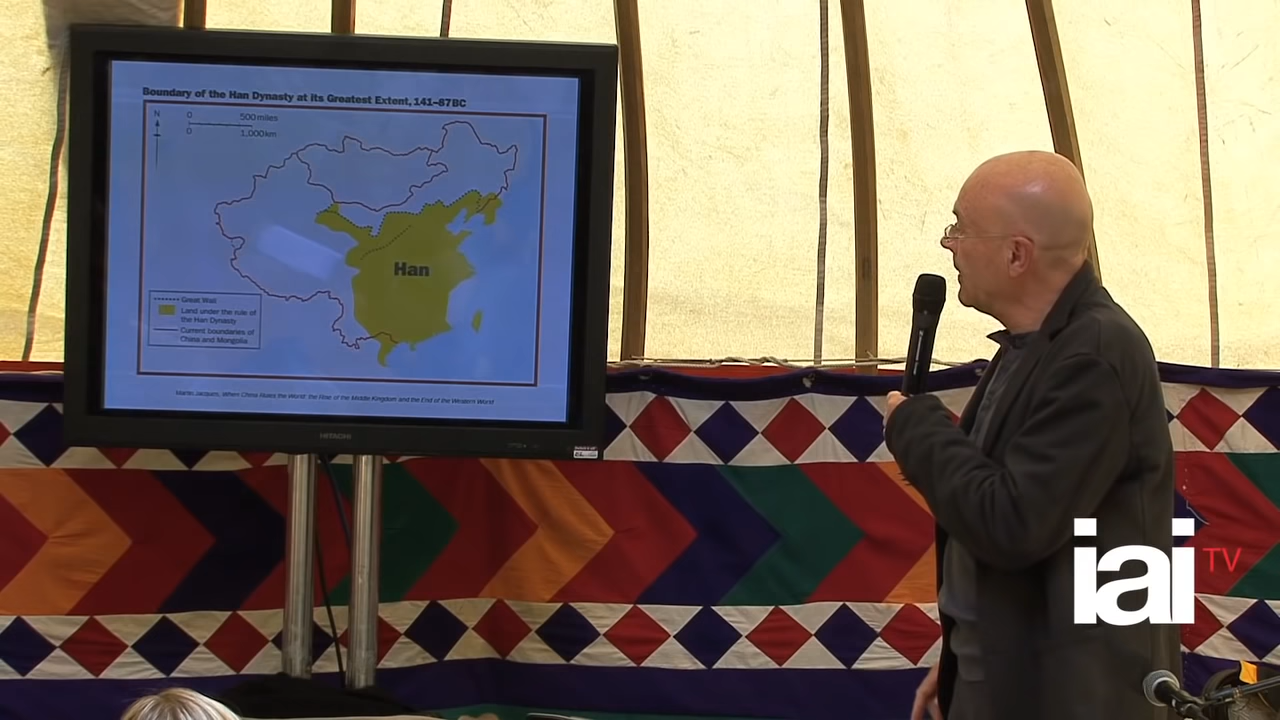 Boundary of the Han Dynasty at its Greatest Extent, 141–87BC
N
0 500miles
0 1,000km
Han
Great Wall
Land under the rule of
the Han Dynasty
Current boundaries of
China and Mongolia
Martin Jacques, When China Rules the World: the Rise of the Middle Kingdom and the End of the Western World
HITACHI
iai TV